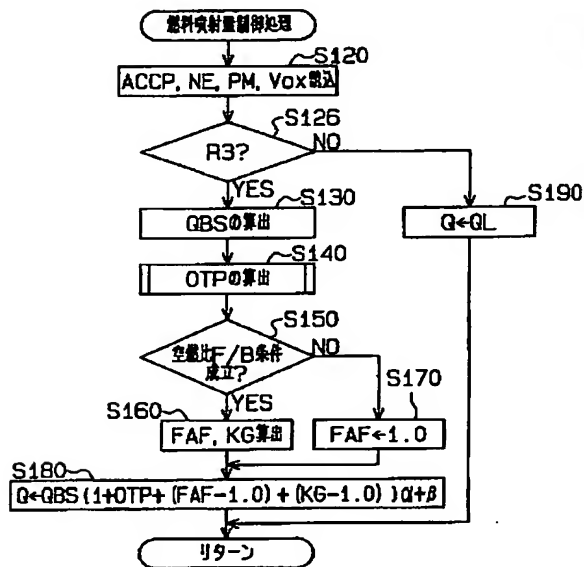 燃料噴射量制御処理
S120
ACCP, NE, PM, Vox読込
S126
R3?
NO
YES
S130
QBSの算出
S190
Q←QL
S140
OTPの算出
S150
空燃比F/B条件
成立?
NO
YES
S160
FAF, KG算出
S170
FAF←1.0
S180
Q←QBS{1+OTP+(FAF-1.0)+(KG-1.0)}α+β
リターン